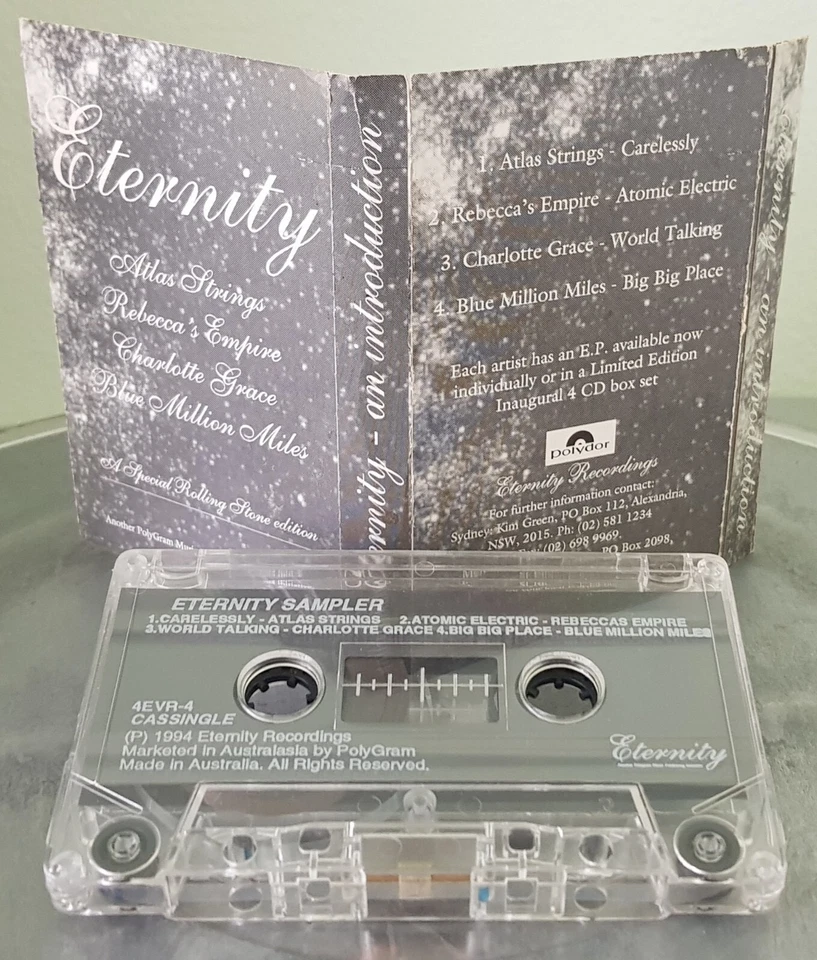 Eternity
Atlas Strings
Rebecca's Empire
Charlotte Grace
Blue Million Miles
A Special Rolling Stone edition
Another PolyGram
ernity - an introduction
1. Atlas Strings - Carelessly
2. Rebecca's Empire - Atomic Electric
3. Charlotte Grace - World Talking
4. Blue Million Miles - Big Big Place
Each artist has an E.P. available now
individually or in a Limited Edition
Inaugural 4 CD box set
polydor
Eternity Recordings
For further information contact:
Sydney: Kim Green, PO Box 112, Alexandria,
NSW, 2015. Ph: (02) 581 1234
(02) 698 9969.
PO Box 2098,
Eternity - an introduction
ETERNITY SAMPLER
1.CARELESSLY - ATLAS STRINGS 2.ATOMIC ELECTRIC - REBECCAS EMPIRE
3.WORLD TALKING - CHARLOTTE GRACE 4.BIG BIG PLACE - BLUE MILLION MILES
4EVR-4
CASSINGLE
(P) 1994 Eternity Recordings
Marketed in Australasia by PolyGram
Made in Australia. All Rights Reserved.
Eternity